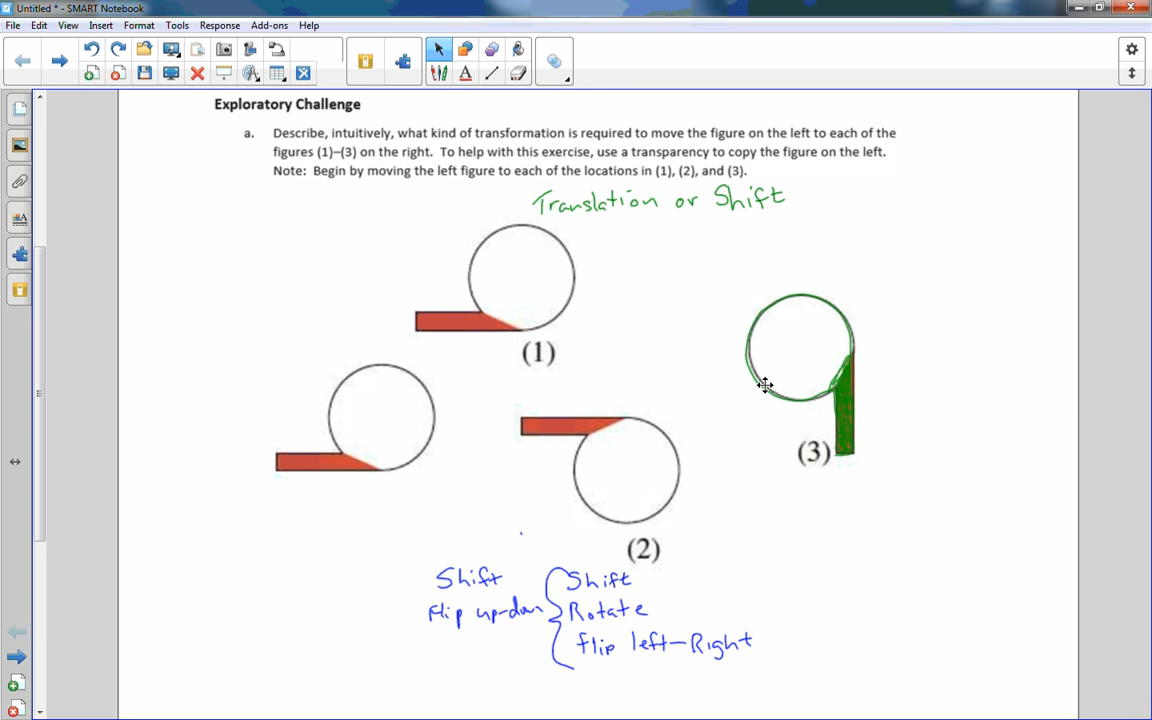 Untitled * - SMART Notebook
File Edit View Insert Format Tools Response Add-ons Help
Exploratory Challenge
a. Describe, intuitively, what kind of transformation is required to move the figure on the left to each of the
figures (1)–(3) on the right. To help with this exercise, use a transparency to copy the figure on the left.
Note: Begin by moving the left figure to each of the locations in (1), (2), and (3).
Translation or Shift
(1)
(3)
(2)
Shift Shift
Flip up-down Rotate
flip left-Right